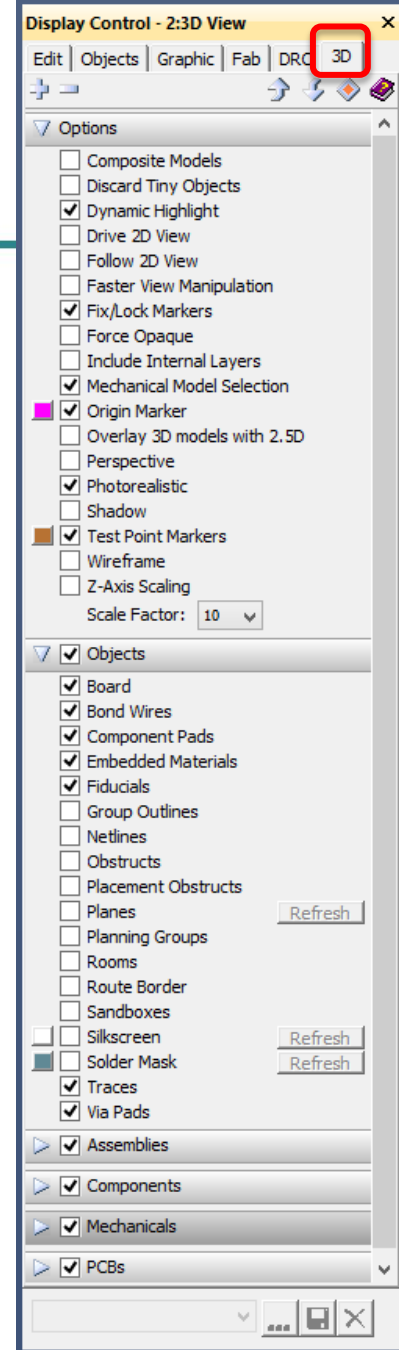 Display Control - 2:3D View
Edit Objects Graphic Fab DRC 3D
Options
Composite Models
Discard Tiny Objects
Dynamic Highlight
Drive 2D View
Follow 2D View
Faster View Manipulation
Fix/Lock Markers
Force Opaque
Include Internal Layers
Mechanical Model Selection
Origin Marker
Overlay 3D models with 2.5D
Perspective
Photorealistic
Shadow
Test Point Markers
Wireframe
Z-Axis Scaling
Scale Factor: 10
Objects
Board
Bond Wires
Component Pads
Embedded Materials
Fiducials
Group Outlines
Netlines
Obstructs
Placement Obstructs
Planes Refresh
Planning Groups
Rooms
Route Border
Sandboxes
Silkscreen Refresh
Solder Mask Refresh
Traces
Via Pads
Assemblies
Components
Mechanicals
PCBs
...